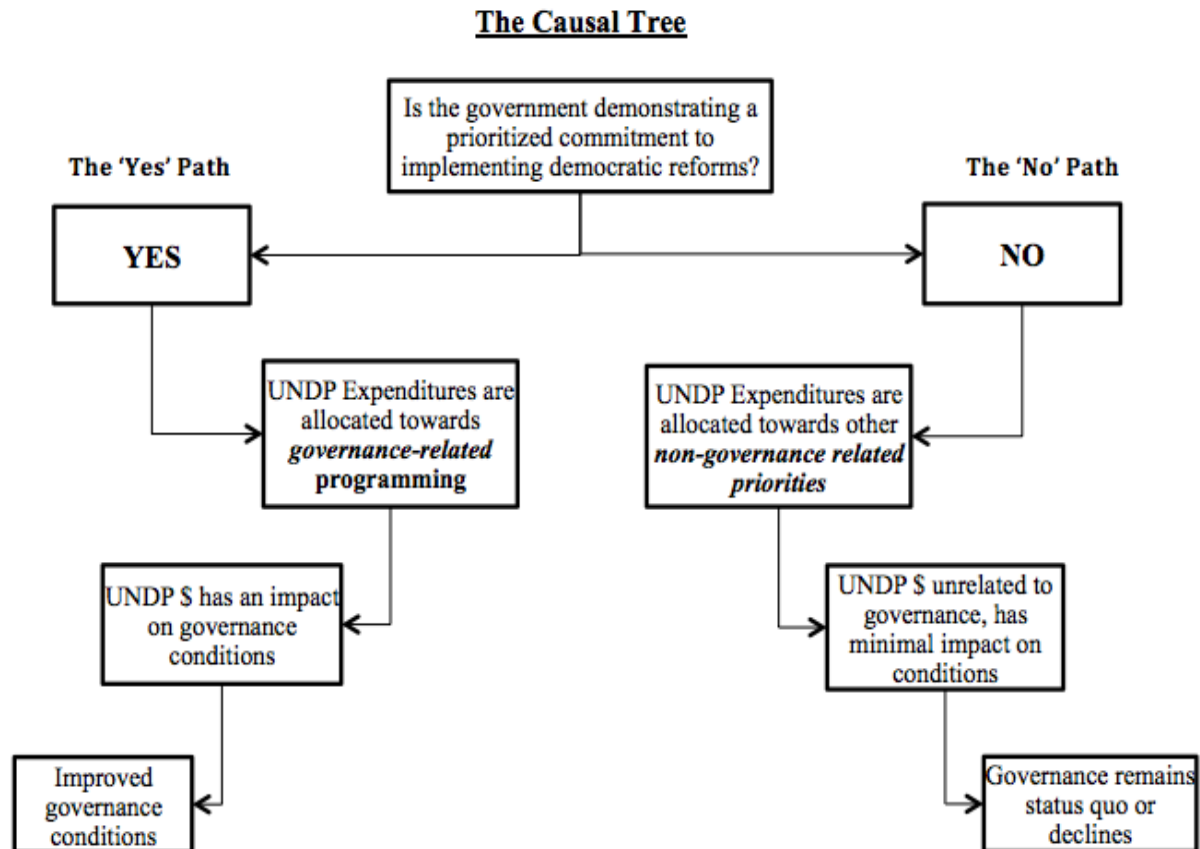 The Causal Tree
Is the government demonstrating a
prioritized commitment to
implementing democratic reforms?
The ‘Yes’ Path
The ‘No’ Path
YES
NO
UNDP Expenditures are
allocated towards
governance-related
programming
UNDP Expenditures are
allocated towards other
non-governance related
priorities
UNDP $ has an impact
on governance
conditions
UNDP $ unrelated to
governance, has
minimal impact on
conditions
Improved
governance
conditions
Governance remains
status quo or
declines